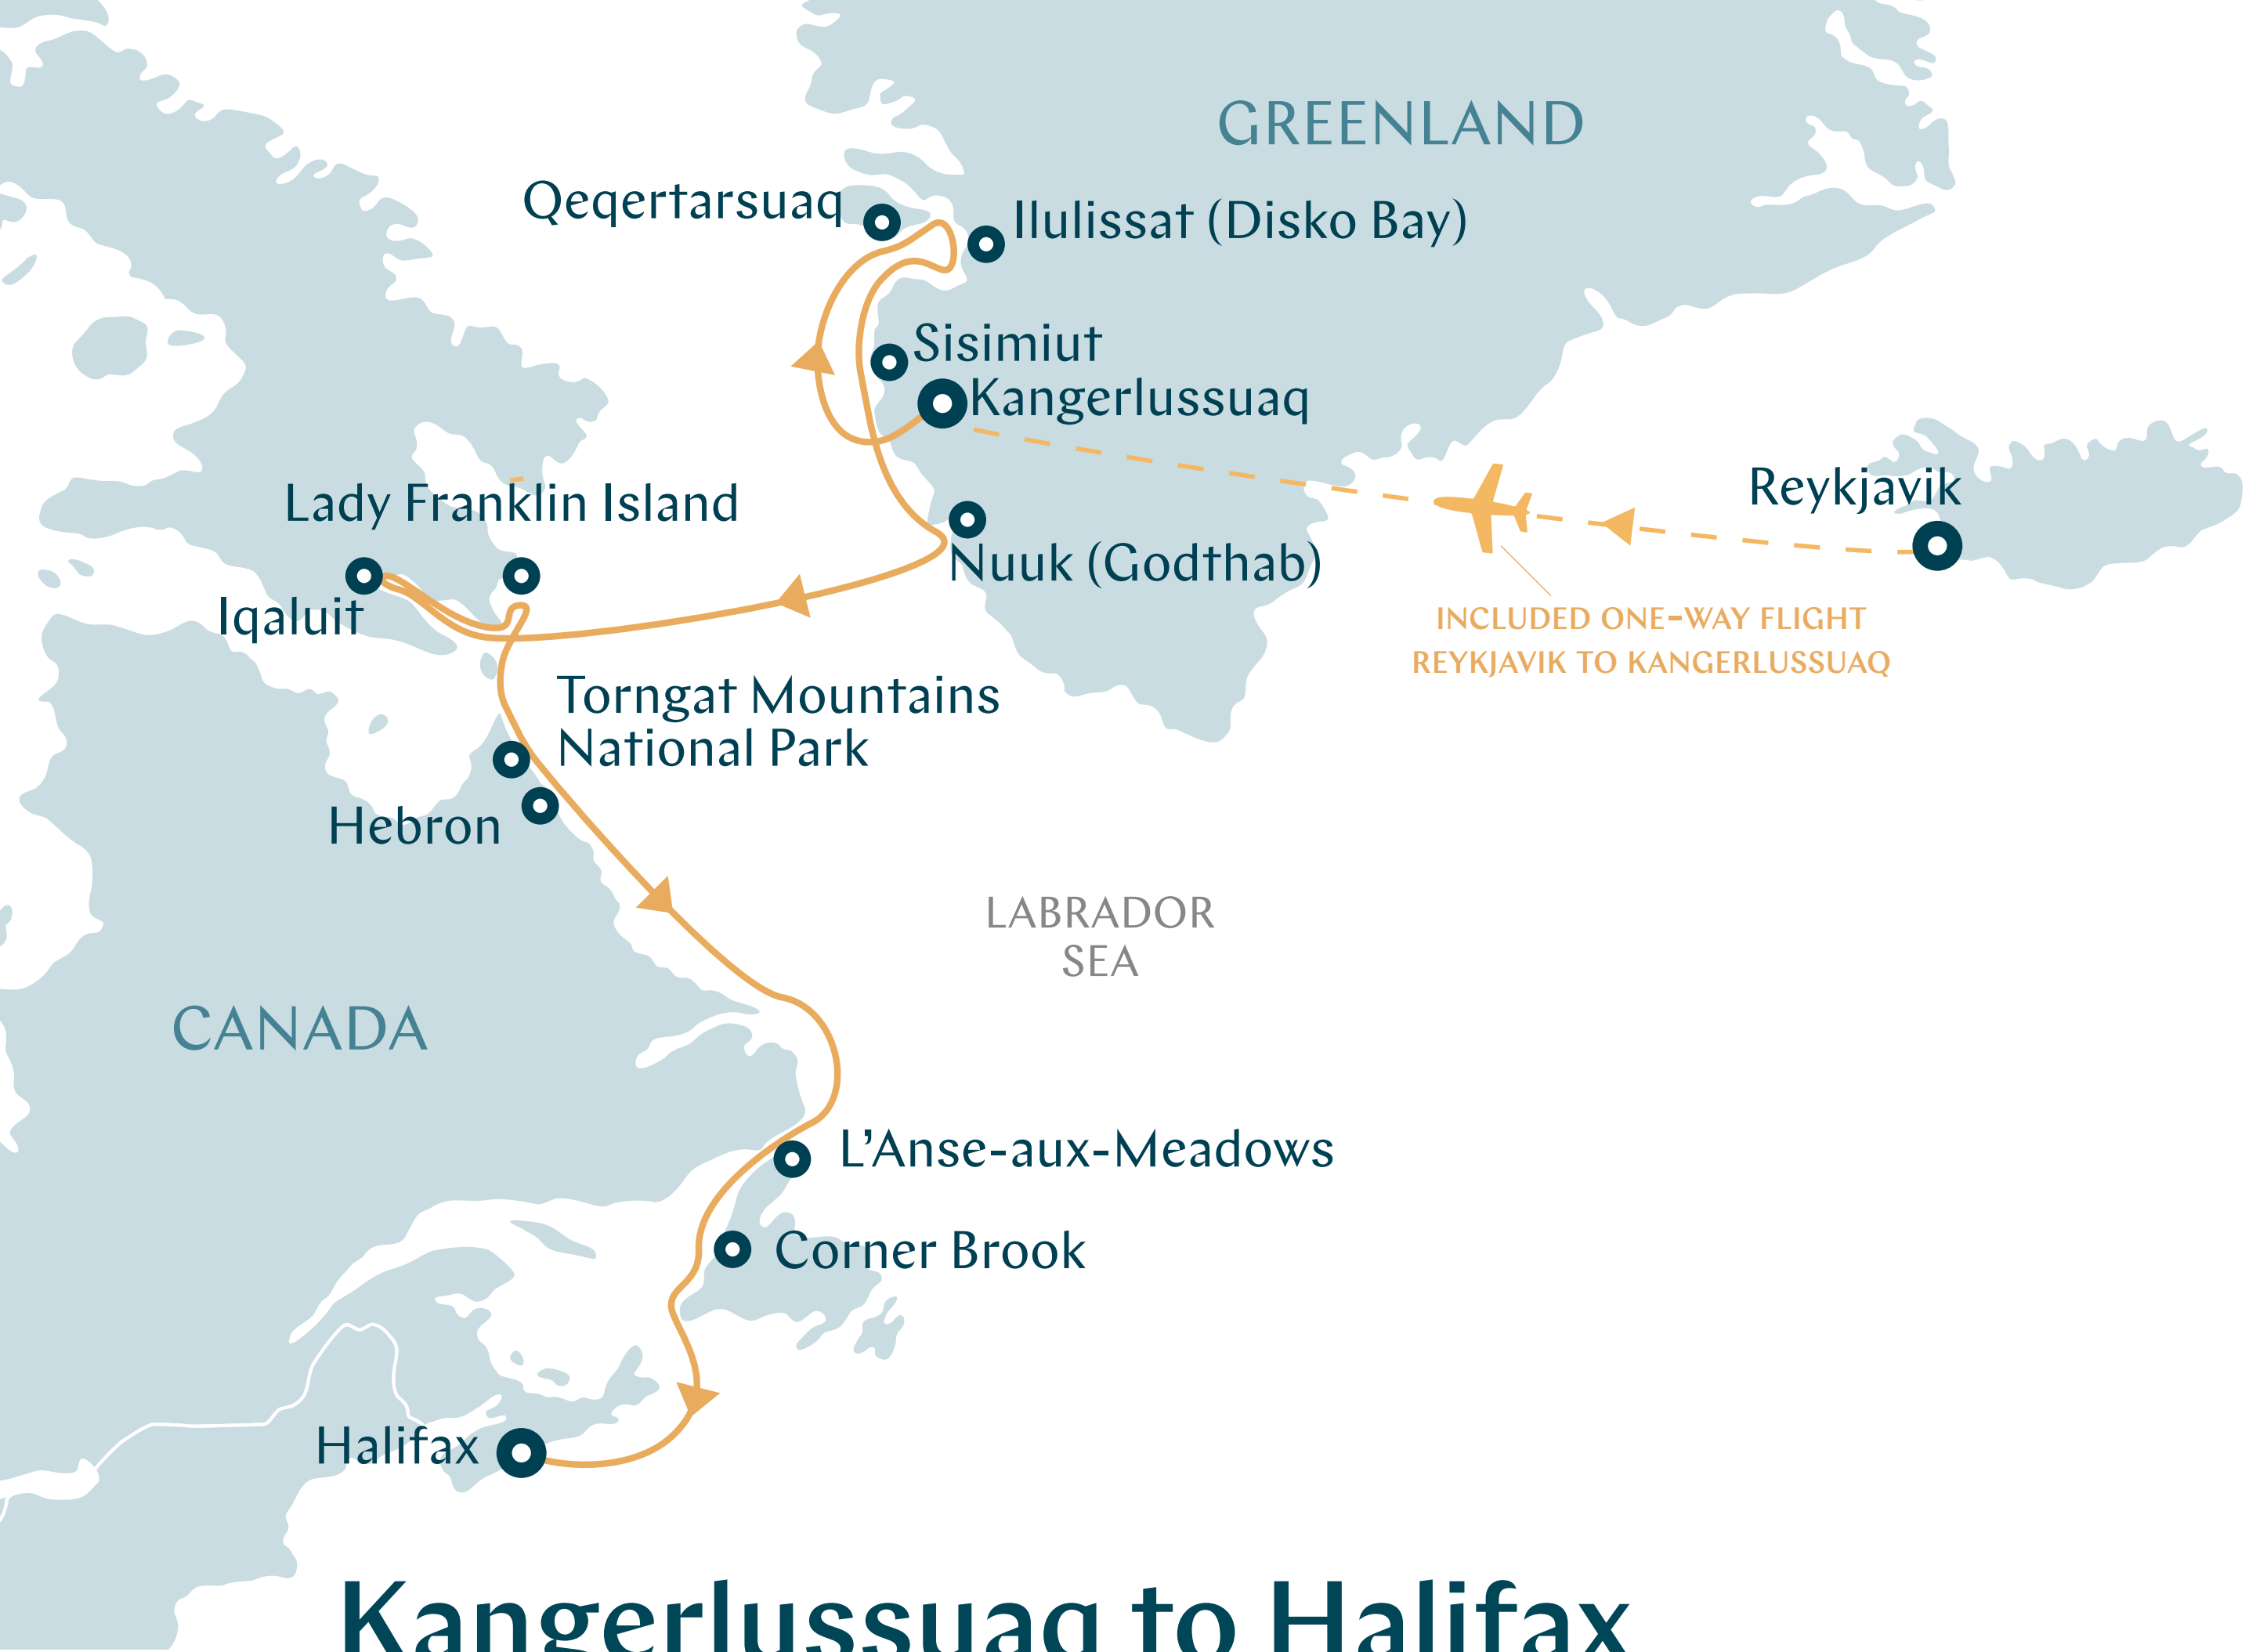 GREENLAND
Qeqertarsuaq
Ilulissat (Disko Bay)
Sisimiut
Kangerlussuaq
Reykjavik
Lady Franklin Island
Nuuk (Godthab)
Iqaluit
INCLUDED ONE-WAY FLIGHT
REYKJAVIK TO KANGERLUSSUAQ
Torngat Mountains
National Park
Hebron
LABRADOR
SEA
CANADA
L’Anse-aux-Meadows
Corner Brook
Halifax
Kangerlussuaq to Halifax